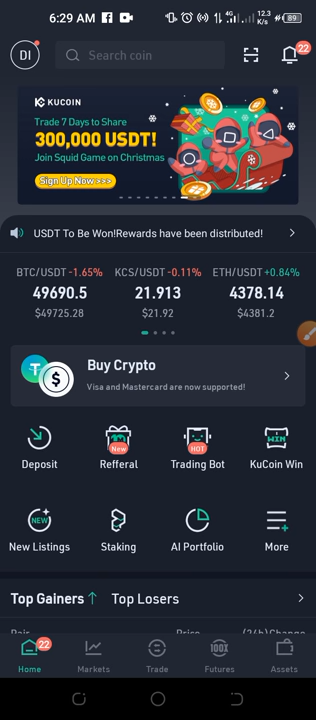 6:29 AM
4G
12.3
K/s
89
DI
Search coin
22
KUCOIN
Trade 7 Days to Share
300,000 USDT!
Join Squid Game on Christmas
Sign Up Now >>>
USDT To Be Won!Rewards have been distributed!
BTC/USDT -1.65%
KCS/USDT -0.11%
ETH/USDT +0.84%
49690.5
21.913
4378.14
$49725.28
$21.92
$4381.2
Buy Crypto
Visa and Mastercard are now supported!
New
HOT
WIN
Deposit
Refferal
Trading Bot
KuCoin Win
NEW
New Listings
Staking
AI Portfolio
More
Top Gainers ↑ Top Losers
Pair
Price
(24h)Change
22
100X
Home
Markets
Trade
Futures
Assets